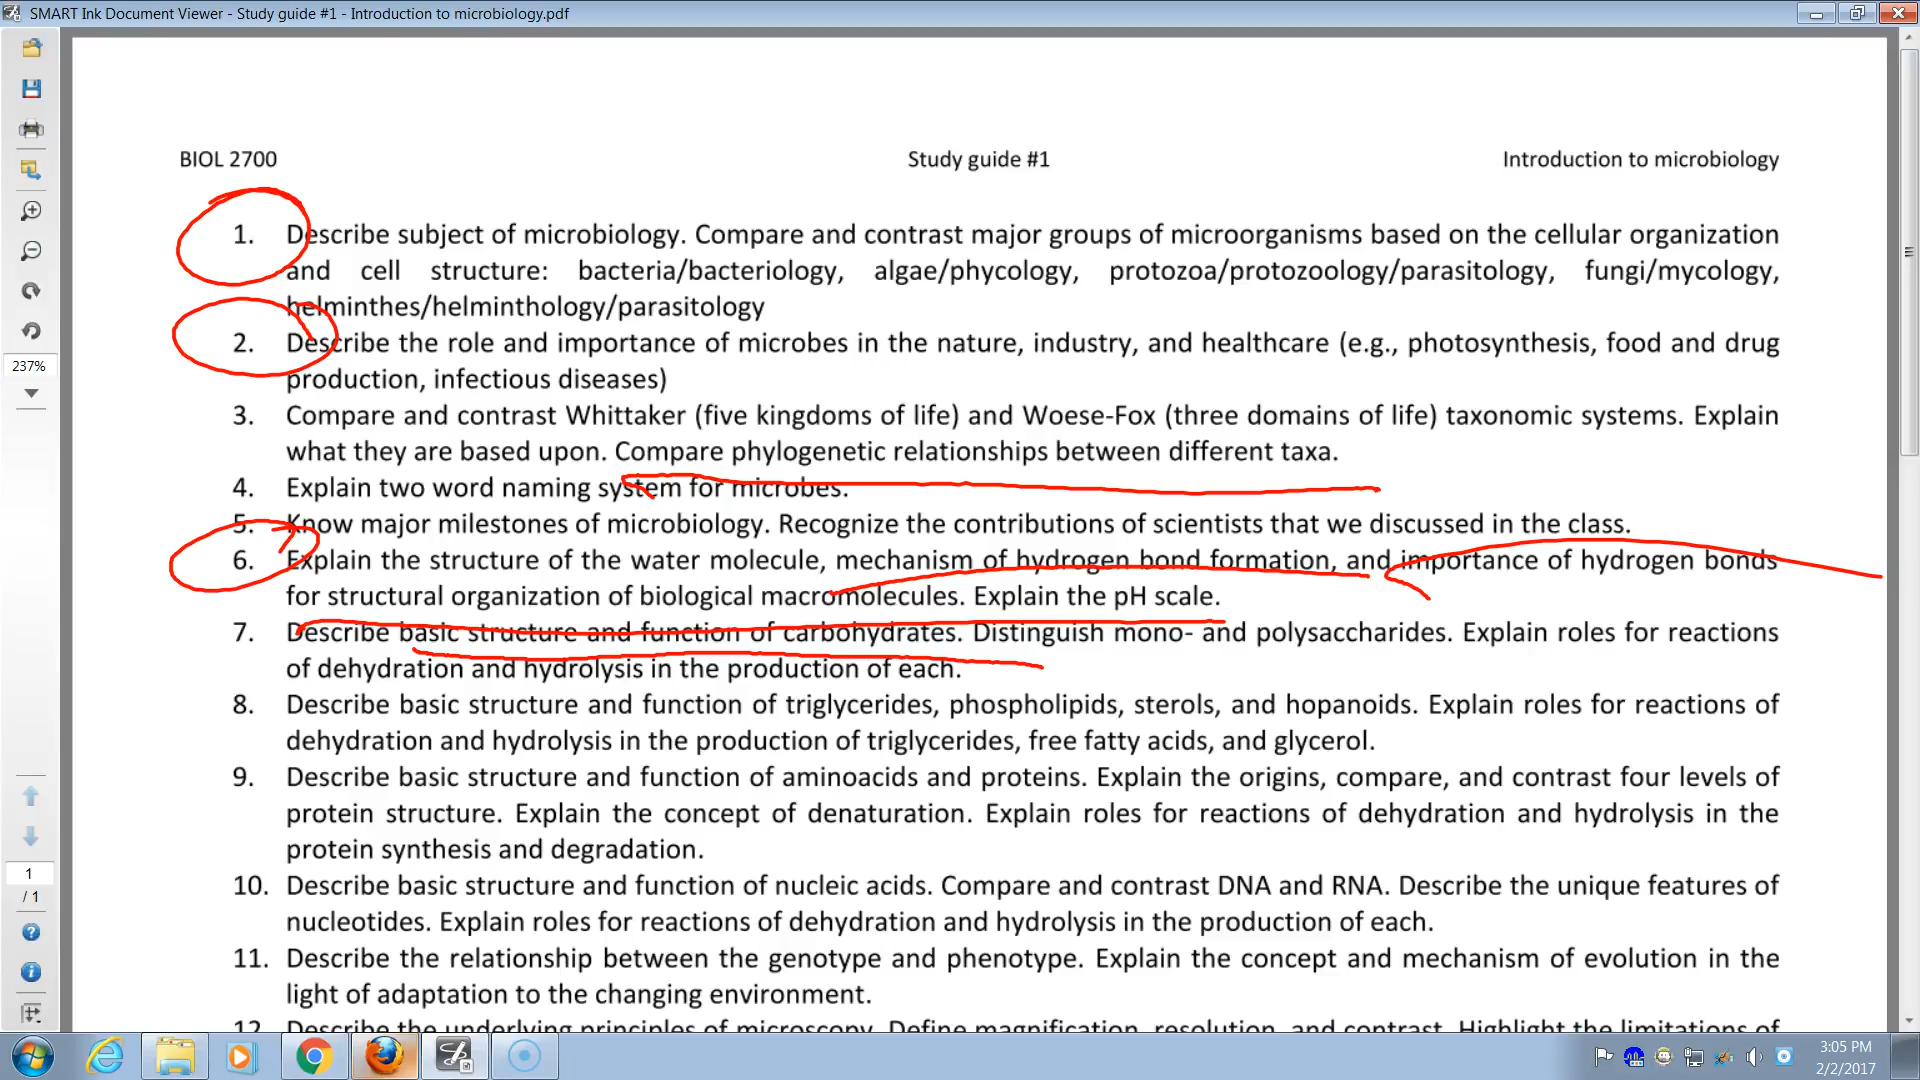 SMART Ink Document Viewer - Study guide #1 - Introduction to microbiology.pdf
BIOL 2700 Study guide #1 Introduction to microbiology
1. Describe subject of microbiology. Compare and contrast major groups of microorganisms based on the cellular organization
and cell structure: bacteria/bacteriology, algae/phycology, protozoa/protozoology/parasitology, fungi/mycology,
helminthes/helminthology/parasitology
2. Describe the role and importance of microbes in the nature, industry, and healthcare (e.g., photosynthesis, food and drug
production, infectious diseases)
237%
3. Compare and contrast Whittaker (five kingdoms of life) and Woese-Fox (three domains of life) taxonomic systems. Explain
what they are based upon. Compare phylogenetic relationships between different taxa.
4. Explain two word naming system for microbes.
5. Know major milestones of microbiology. Recognize the contributions of scientists that we discussed in the class.
6. Explain the structure of the water molecule, mechanism of hydrogen bond formation, and importance of hydrogen bonds
for structural organization of biological macromolecules. Explain the pH scale.
7. Describe basic structure and function of carbohydrates. Distinguish mono- and polysaccharides. Explain roles for reactions
of dehydration and hydrolysis in the production of each.
8. Describe basic structure and function of triglycerides, phospholipids, sterols, and hopanoids. Explain roles for reactions of
dehydration and hydrolysis in the production of triglycerides, free fatty acids, and glycerol.
9. Describe basic structure and function of aminoacids and proteins. Explain the origins, compare, and contrast four levels of
protein structure. Explain the concept of denaturation. Explain roles for reactions of dehydration and hydrolysis in the
protein synthesis and degradation.
1
/ 1
10. Describe basic structure and function of nucleic acids. Compare and contrast DNA and RNA. Describe the unique features of
nucleotides. Explain roles for reactions of dehydration and hydrolysis in the production of each.
11. Describe the relationship between the genotype and phenotype. Explain the concept and mechanism of evolution in the
light of adaptation to the changing environment.
12. Describe the underlying principles of microscopy. Define magnification, resolution, and contrast. Highlight the limitations of
3:05 PM
2/2/2017